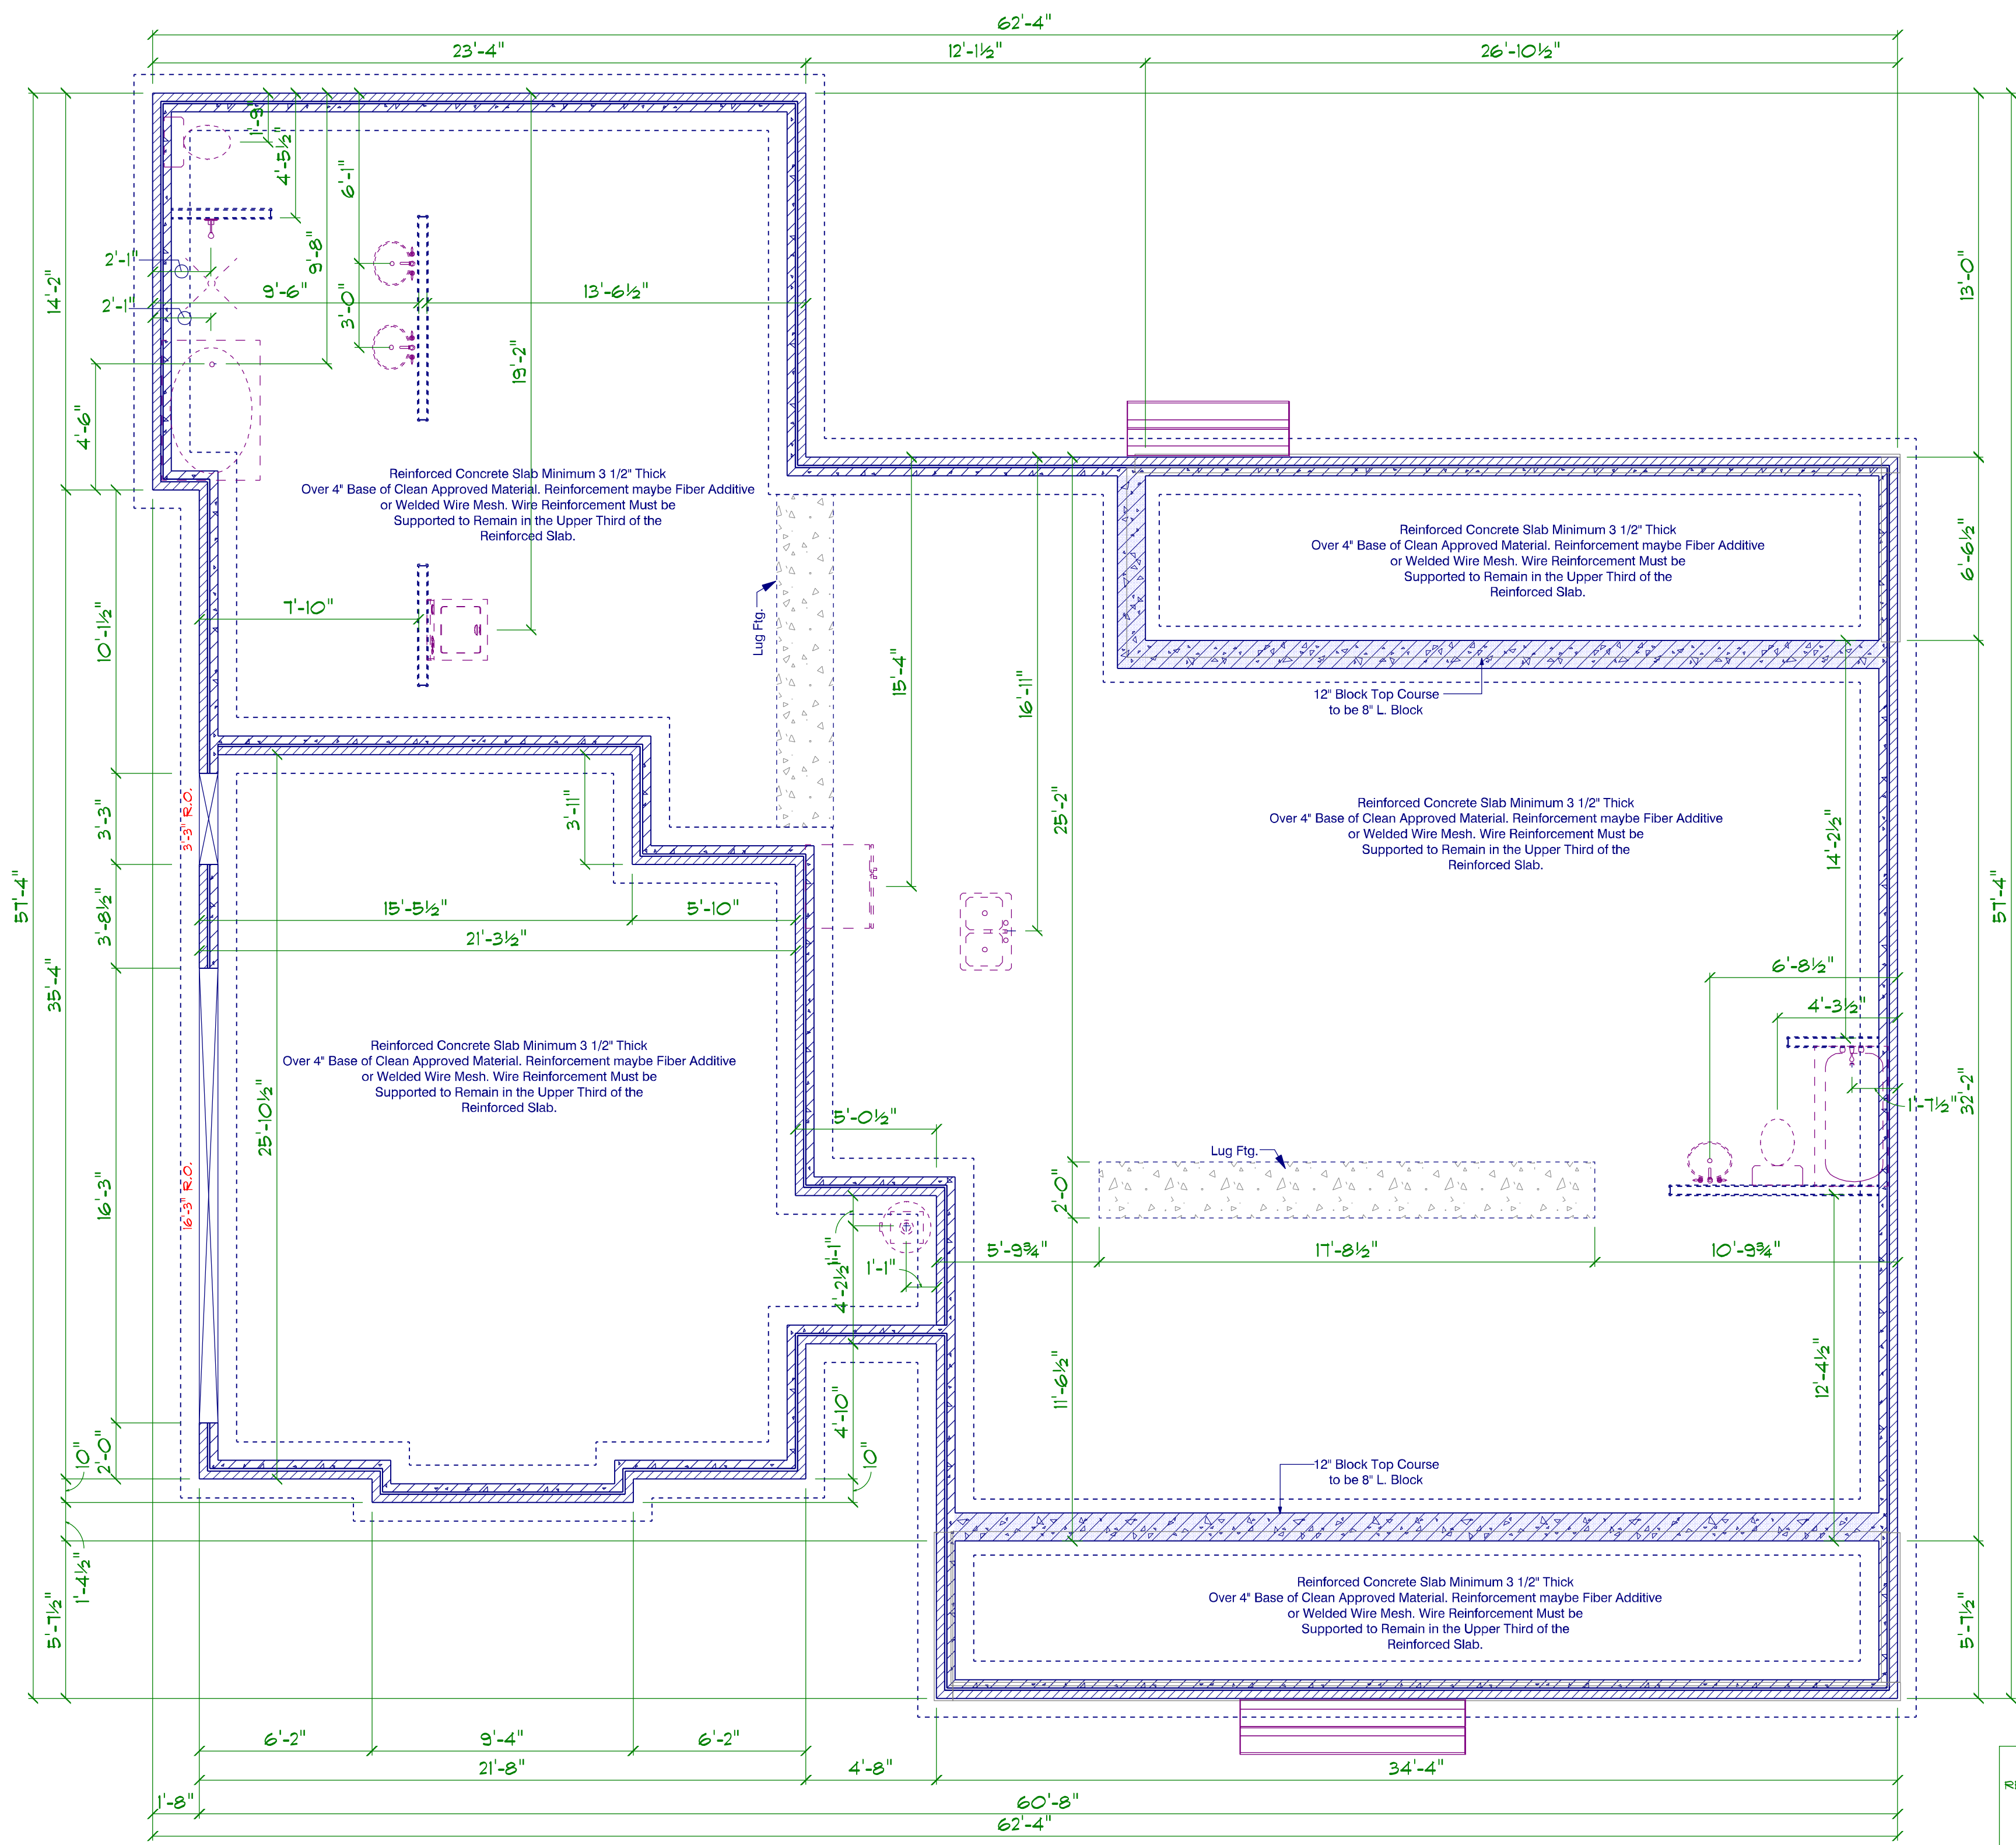 62'-4"
23'-4"
12'-1½"
26'-10½"
1'-9"
4'-5½"
6'-1"
9'-8"
2'-1"
2'-1"
9'-6"
13'-6½"
3'-0"
19'-2"
14'-2"
13'-0"
4'-6"
Reinforced Concrete Slab Minimum 3 1/2" Thick
Over 4" Base of Clean Approved Material. Reinforcement maybe Fiber Additive
or Welded Wire Mesh. Wire Reinforcement Must be
Supported to Remain in the Upper Third of the
Reinforced Slab.
Reinforced Concrete Slab Minimum 3 1/2" Thick
Over 4" Base of Clean Approved Material. Reinforcement maybe Fiber Additive
or Welded Wire Mesh. Wire Reinforcement Must be
Supported to Remain in the Upper Third of the
Reinforced Slab.
6'-6½"
7'-10"
Lug Ftg.
10'-1½"
15'-4"
16'-11"
12" Block Top Course
to be 8" L. Block
3'-3"
3'-3" R.O.
3'-11"
25'-2"
Reinforced Concrete Slab Minimum 3 1/2" Thick
Over 4" Base of Clean Approved Material. Reinforcement maybe Fiber Additive
or Welded Wire Mesh. Wire Reinforcement Must be
Supported to Remain in the Upper Third of the
Reinforced Slab.
14'-2½"
57'-4"
57'-4"
3'-8½"
15'-5½"
5'-10"
21'-3½"
35'-4"
6'-8½"
4'-3½"
Reinforced Concrete Slab Minimum 3 1/2" Thick
Over 4" Base of Clean Approved Material. Reinforcement maybe Fiber Additive
or Welded Wire Mesh. Wire Reinforcement Must be
Supported to Remain in the Upper Third of the
Reinforced Slab.
25'-10½"
5'-0½"
1'-7½"
32'-2"
Lug Ftg.
16'-3"
16'-3" R.O.
2'-0"
1'-1"
4'-2½"
1'-1"
5'-9¾"
17'-8½"
10'-9¾"
11'-6½"
12'-4½"
4'-10"
10"
10"
2'-0"
12" Block Top Course
to be 8" L. Block
1'-4½"
5'-7½"
Reinforced Concrete Slab Minimum 3 1/2" Thick
Over 4" Base of Clean Approved Material. Reinforcement maybe Fiber Additive
or Welded Wire Mesh. Wire Reinforcement Must be
Supported to Remain in the Upper Third of the
Reinforced Slab.
5'-7½"
6'-2"
9'-4"
6'-2"
21'-8"
4'-8"
34'-4"
1'-8"
60'-8"
62'-4"